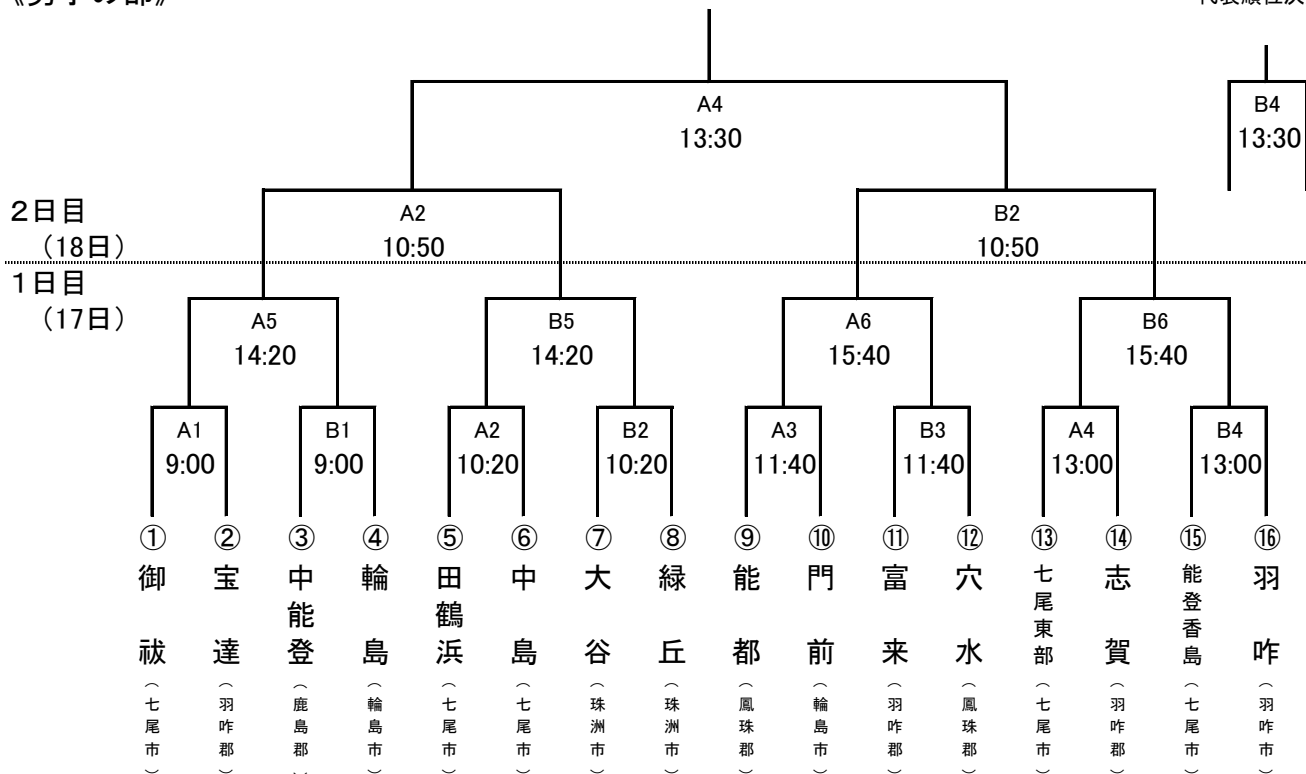 《男子の部》
代表順位決
A4
13:30
B4
13:30
2日目
(18日)
A2
10:50
B2
10:50
1日目
(17日)
A5
14:20
B5
14:20
A6
15:40
B6
15:40
A1
9:00
B1
9:00
A2
10:20
B2
10:20
A3
11:40
B3
11:40
A4
13:00
B4
13:00
① ② ③ ④ ⑤ ⑥ ⑦ ⑧ ⑨ ⑩ ⑪ ⑫ ⑬ ⑭ ⑮ ⑯
御祓(七尾市)
宝達(羽咋郡)
中能登(鹿島郡)
輪島(輪島市)
田鶴浜(七尾市)
中島(七尾市)
大谷(珠洲市)
緑丘(珠洲市)
能都(鳳珠郡)
門前(輪島市)
富来(羽咋郡)
穴水(鳳珠郡)
七尾東部(七尾市)
志賀(羽咋郡)
能登香島(七尾市)
羽咋(羽咋市)